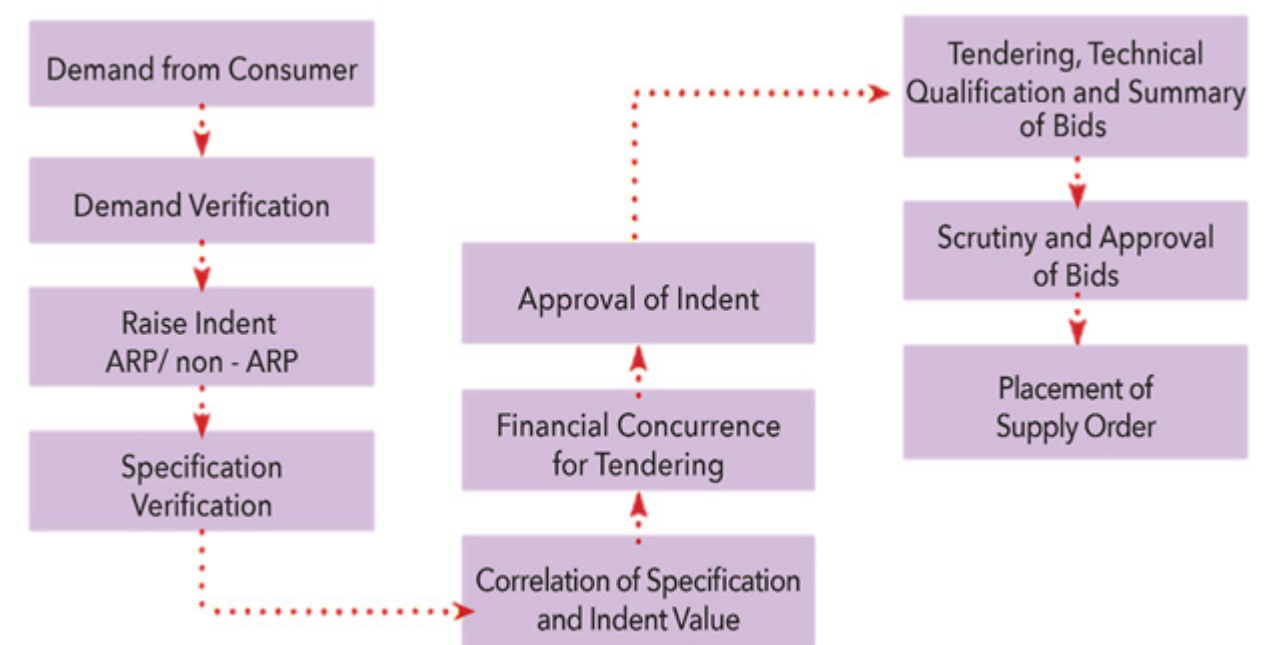 Demand from Consumer
Demand Verification
Raise Indent
ARP/ non - ARP
Specification
Verification
Correlation of Specification
and Indent Value
Financial Concurrence
for Tendering
Approval of Indent
Tendering, Technical
Qualification and Summary
of Bids
Scrutiny and Approval
of Bids
Placement of
Supply Order